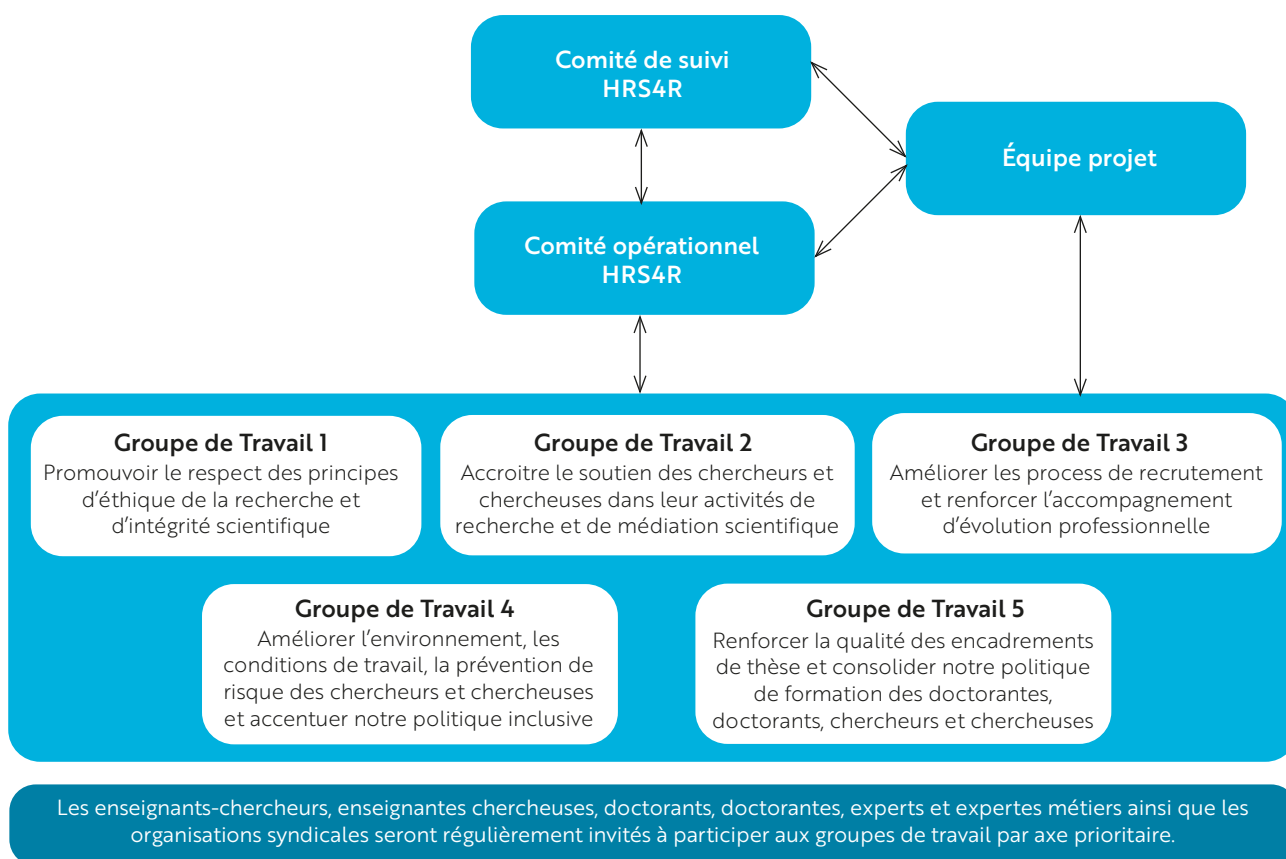 Comité de suivi
HRS4R
Équipe projet
Comité opérationnel
HRS4R
Groupe de Travail 1
Promouvoir le respect des principes
d’éthique de la recherche et
d’intégrité scientifique
Groupe de Travail 2
Accroitre le soutien des chercheurs et
chercheuses dans leur activités de
recherche et de médiation scientifique
Groupe de Travail 3
Améliorer les process de recrutement
et renforcer l’accompagnement
d’évolution professionnelle
Groupe de Travail 4
Améliorer l’environnement, les
conditions de travail, la prévention de
risque des chercheurs et chercheuses
et accentuer notre politique inclusive
Groupe de Travail 5
Renforcer la qualité des encadrements
de thèse et consolider notre politique
de formation des doctorantes,
doctorants, chercheurs et chercheuses
Les enseignants-chercheurs, enseignantes chercheuses, doctorants, doctorantes, experts et expertes métiers ainsi que les
organisations syndicales seront régulièrement invités à participer aux groupes de travail par axe prioritaire.